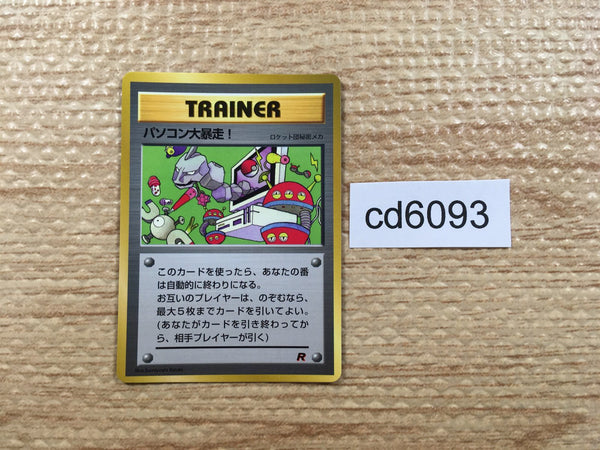 TRAINER
パソコン大暴走!
ロケット団秘密メカ
このカードを使ったら、あなたの番
は自動的に終わりになる。
お互いのプレイヤーは、のぞむなら、
最大5枚までカードを引いてよい。
(あなたがカードを引き終わってか
ら、相手プレイヤーが引く)
R
cd6093